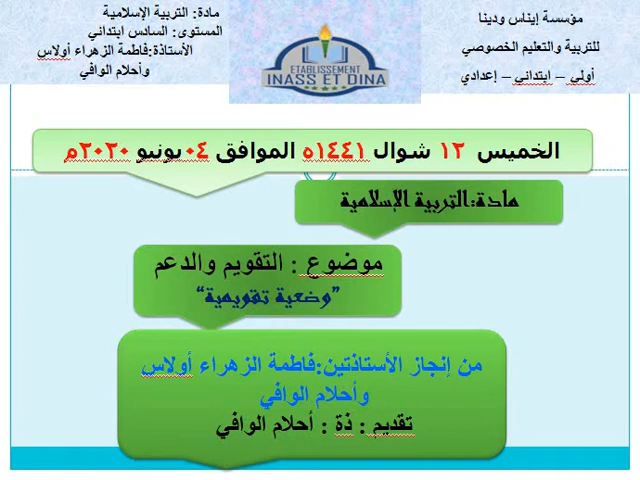 مؤسسة إيناس ودينا
للتربية والتعليم الخصوصي
أولي – ابتدائي – إعدادي
ETABLISSEMENT
INASS ET DINA
مادة: التربية الإسلامية
المستوى: السادس ابتدائي
الأستاذة:فاطمة الزهراء أولاس
وأحلام الوافي
الخميس ١٢ شوال ١٤٤١ه الموافق ٠٤يونيو ٢٠٢٠م
مادة:التربية الإسلامية
موضوع : التقويم والدعم
”وضعية تقويمية“
من إنجاز الأستاذتين:فاطمة الزهراء أولاس
وأحلام الوافي
تقديم : ذة : أحلام الوافي